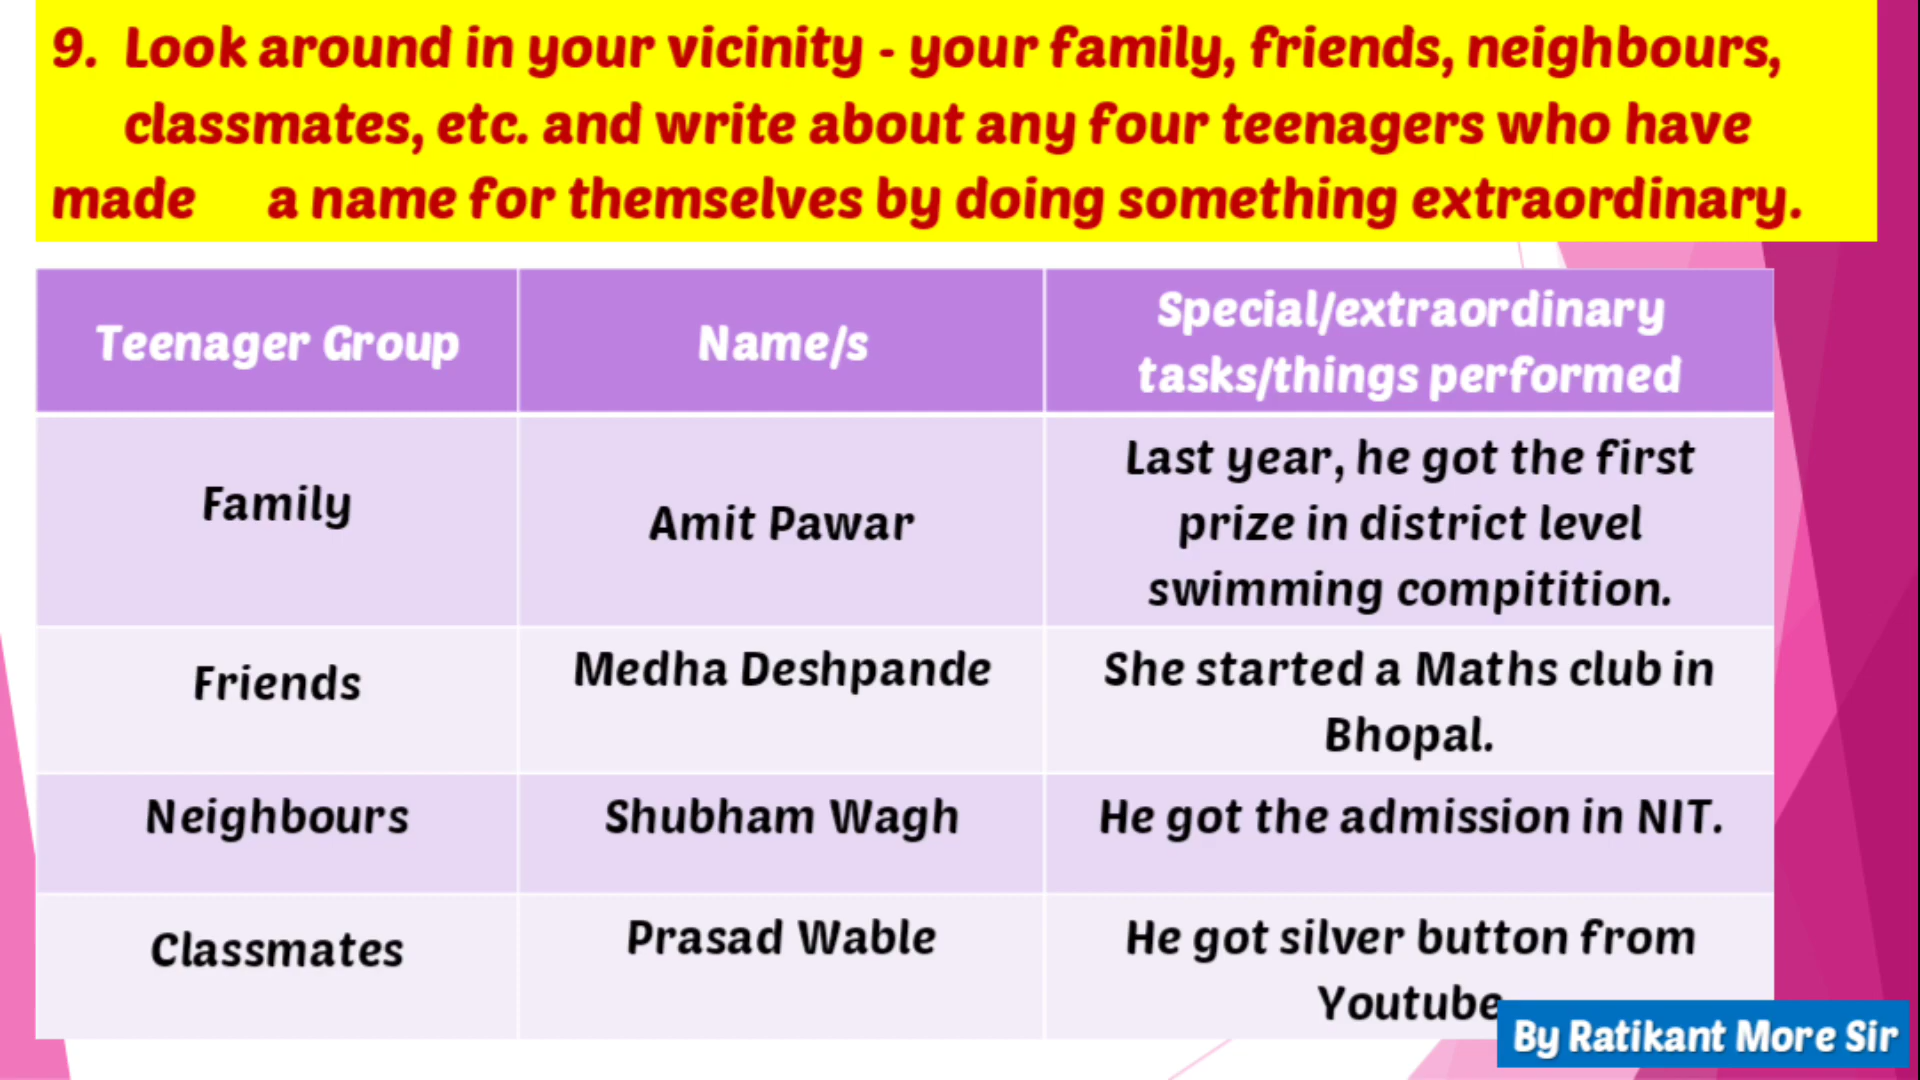 9. Look around in your vicinity - your family, friends, neighbours,
classmates, etc. and write about any four teenagers who have
made a name for themselves by doing something extraordinary.
Teenager Group
Name/s
Special/extraordinary
tasks/things performed
Family
Amit Pawar
Last year, he got the first
prize in district level
swimming compitition.
Friends
Medha Deshpande
She started a Maths club in
Bhopal.
Neighbours
Shubham Wagh
He got the admission in NIT.
Classmates
Prasad Wable
He got silver button from
Youtube
By Ratikant More Sir